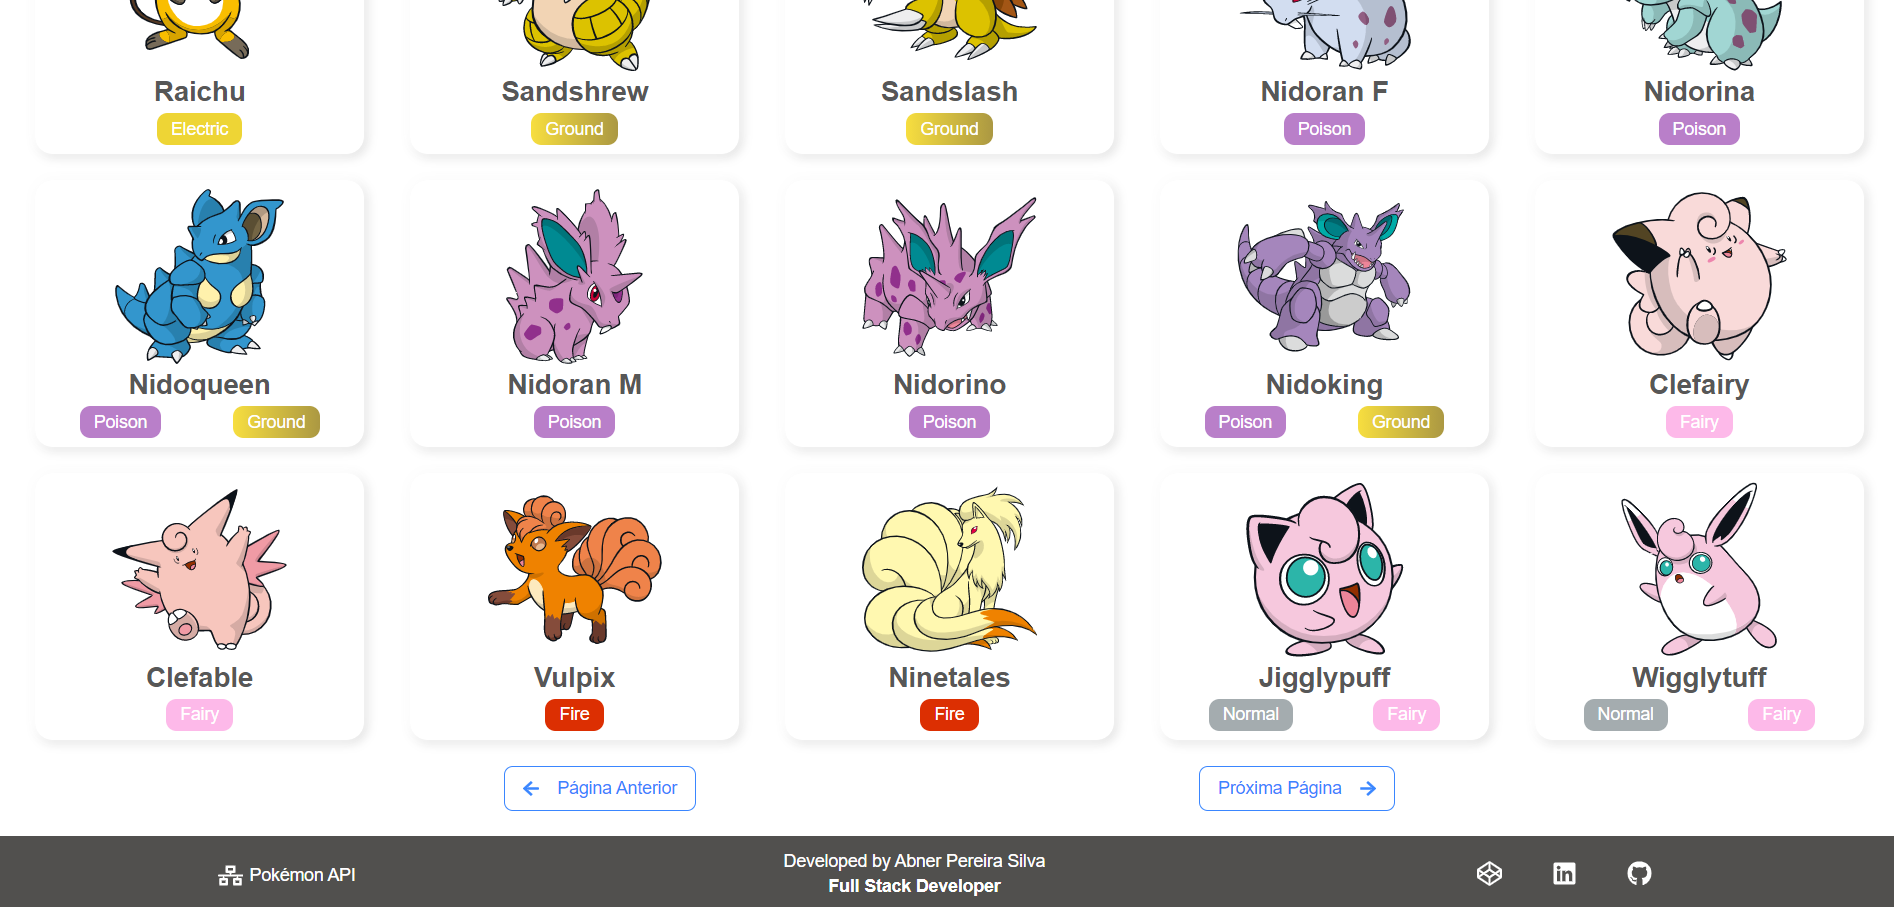 Raichu
Electric
Sandshrew
Ground
Sandslash
Ground
Nidoran F
Poison
Nidorina
Poison
Nidoqueen
Poison Ground
Nidoran M
Poison
Nidorino
Poison
Nidoking
Poison Ground
Clefairy
Fairy
Clefable
Fairy
Vulpix
Fire
Ninetales
Fire
Jigglypuff
Normal Fairy
Wigglytuff
Normal Fairy
Página Anterior
Próxima Página
Pokémon API
Developed by Abner Pereira Silva
Full Stack Developer
in